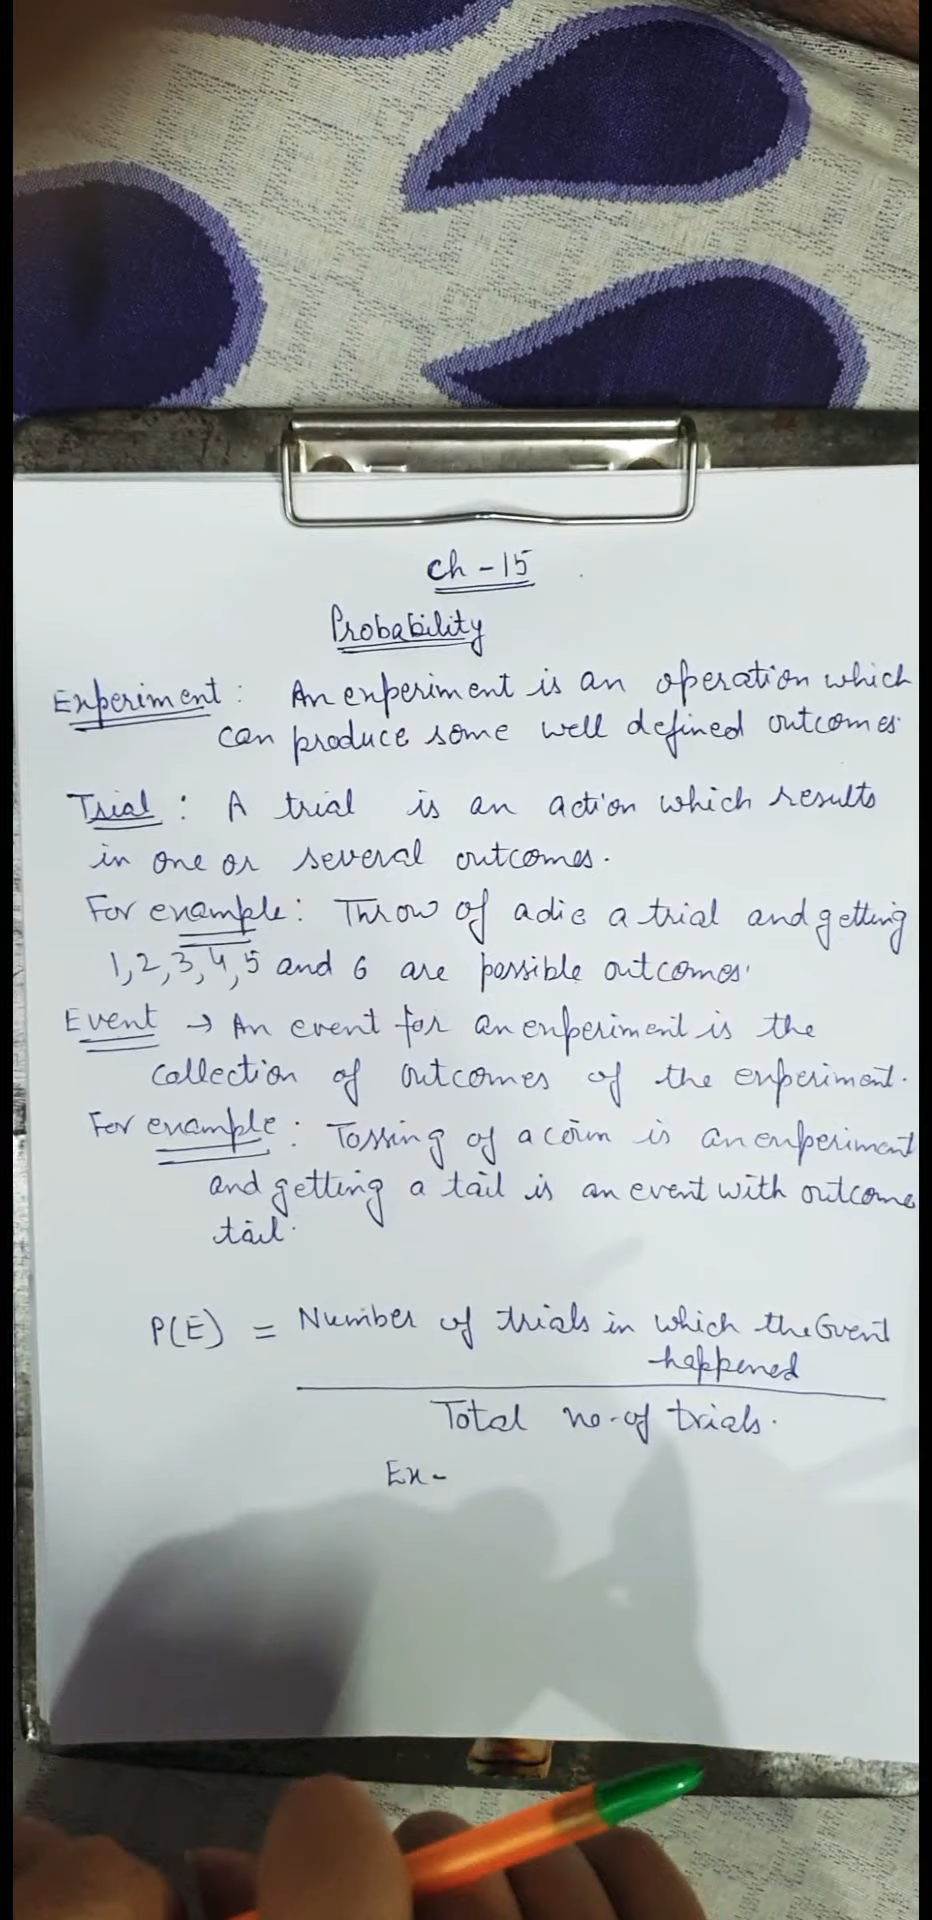 Ch - 15
Probability
Experiment : An experiment is an operation which
can produce some well defined outcomes.
Trial : A trial is an action which results
in one or several outcomes.
For example : Throw of a die a trial and getting
1,2,3,4,5 and 6 are possible outcomes.
Event → An event for an experiment is the
collection of outcomes of the experiment.
For example : Tossing of a coin is an experiment
and getting a tail is an event with outcome
tail.
P(E) = Number of trials in which the Event
happened
Total no. of trials.
Ex -